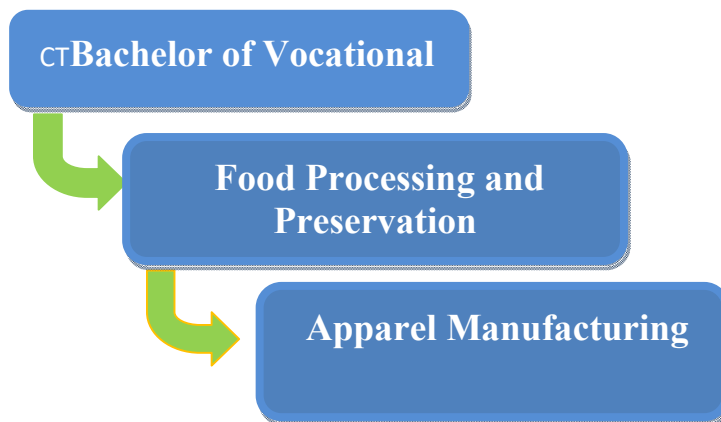 CTBachelor of Vocational
Food Processing and
Preservation
Apparel Manufacturing